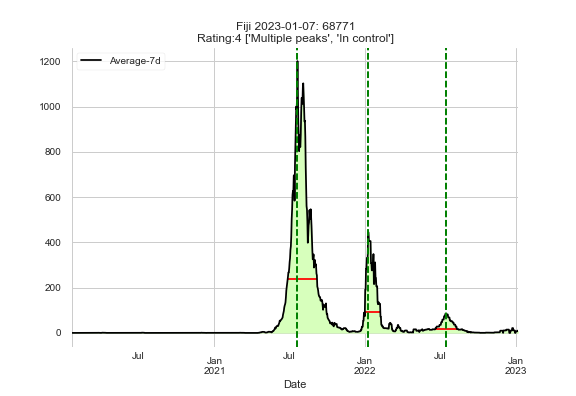 Fiji 2023-01-07: 68771
Rating:4 ['Multiple peaks', 'In control']
Average-7d
1200
1000
800
600
400
200
0
Jul
Jan
2021
Jul
Jan
2022
Jul
Jan
2023
Date